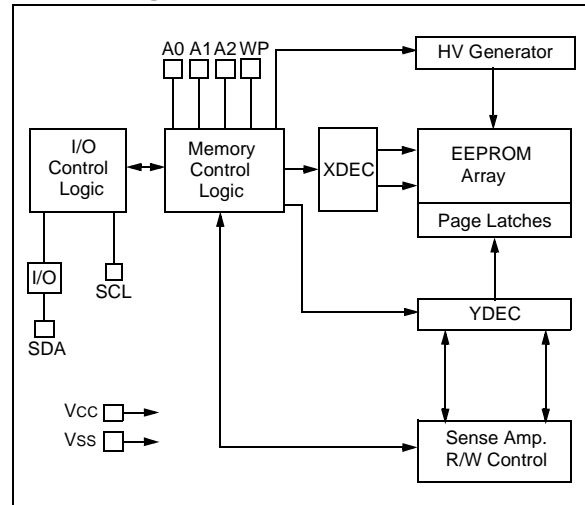 A0 A1 A2 WP
HV Generator
I/O
Control
Logic
Memory
Control
Logic
XDEC
EEPROM
Array
Page Latches
I/O
SCL
SDA
YDEC
VCC
VSS
Sense Amp.
R/W Control